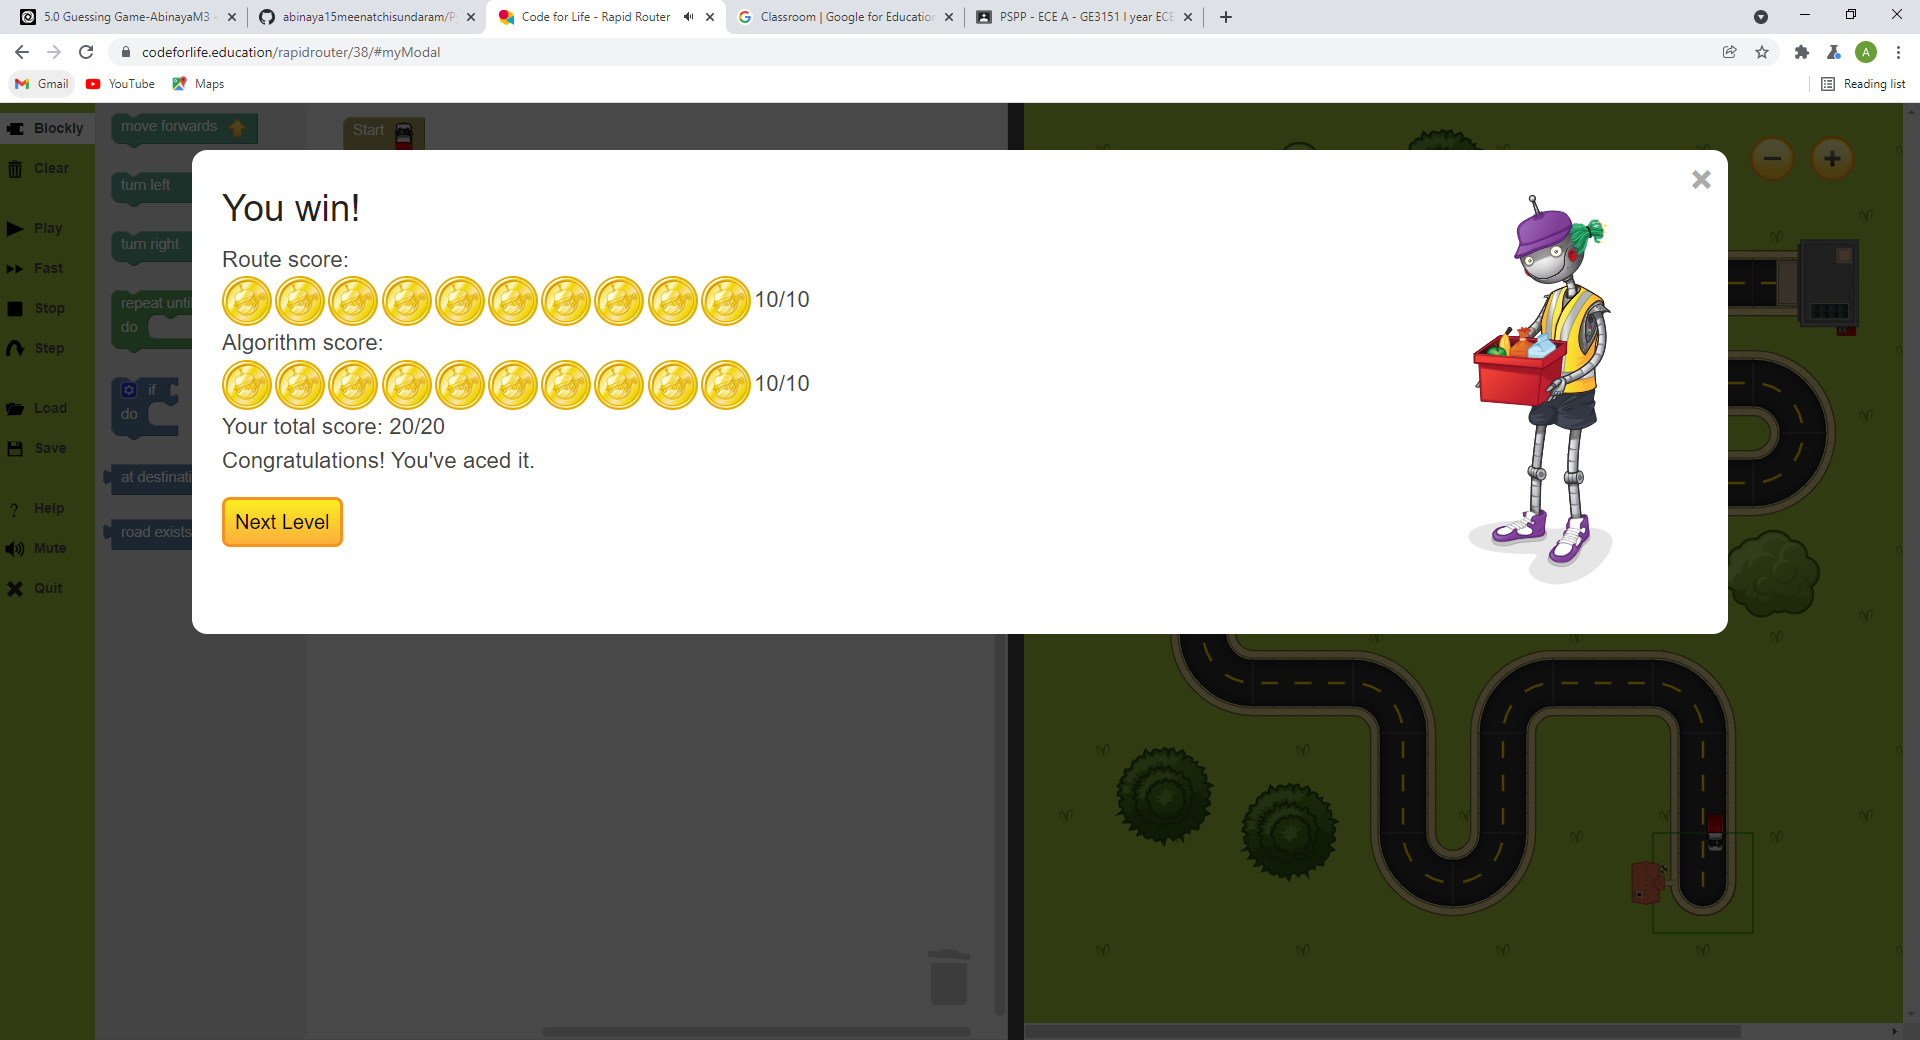 5.0 Guessing Game-AbinayaM3 -
abinaya15meenatchisundaram/P
Code for Life - Rapid Router
Classroom | Google for Education
PSPP - ECE A - GE3151 I year ECE
codeforlife.education/rapidrouter/38/#myModal
A
Gmail
YouTube
Maps
Reading list
Blockly
Clear
Play
Fast
Stop
Step
Load
Save
Help
Mute
Quit
move forwards
turn left
turn right
repeat until
do
if
do
at destinati
road exists
Start
You win!
Route score:
10/10
Algorithm score:
10/10
Your total score: 20/20
Congratulations! You've aced it.
Next Level